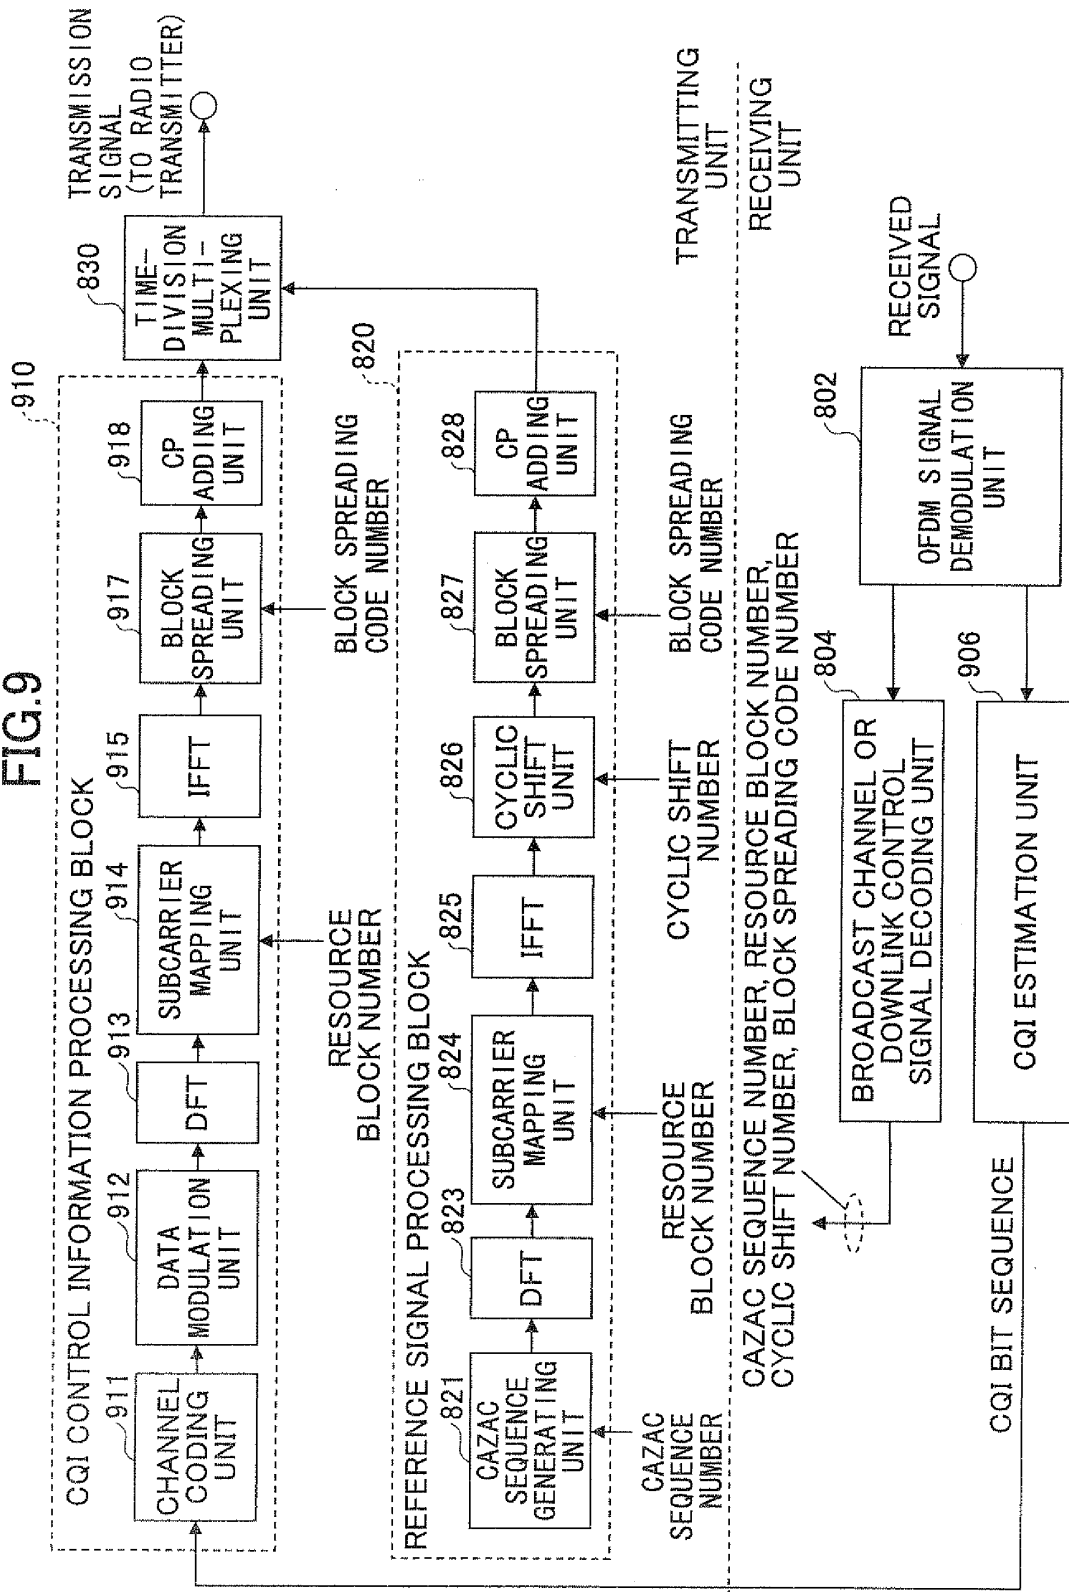 FIG.9
910
CQI CONTROL INFORMATION PROCESSING BLOCK
911
CHANNEL
CODING
UNIT
912
DATA
MODULATION
UNIT
913
DFT
914
SUBCARRIER
MAPPING
UNIT
RESOURCE
BLOCK NUMBER
915
IFFT
917
BLOCK
SPREADING
UNIT
BLOCK SPREADING
CODE NUMBER
918
CP
ADDING
UNIT
830
TIME-
DIVISION
MULTI-
PLEXING
UNIT
TRANSMISSION
SIGNAL
(TO RADIO
TRANSMITTER)
820
REFERENCE SIGNAL PROCESSING BLOCK
821
CAZAC
SEQUENCE
GENERATING
UNIT
CAZAC
SEQUENCE
NUMBER
823
DFT
824
SUBCARRIER
MAPPING
UNIT
RESOURCE
BLOCK NUMBER
825
IFFT
826
CYCLIC
SHIFT
UNIT
CYCLIC SHIFT
NUMBER
827
BLOCK
SPREADING
UNIT
BLOCK SPREADING
CODE NUMBER
828
CP
ADDING
UNIT
TRANSMITTING
UNIT
RECEIVING
UNIT
CAZAC SEQUENCE NUMBER, RESOURCE BLOCK NUMBER,
CYCLIC SHIFT NUMBER, BLOCK SPREADING CODE NUMBER
804
BROADCAST CHANNEL OR
DOWNLINK CONTROL
SIGNAL DECODING UNIT
802
OFDM SIGNAL
DEMODULATION
UNIT
RECEIVED
SIGNAL
906
CQI ESTIMATION UNIT
CQI BIT SEQUENCE